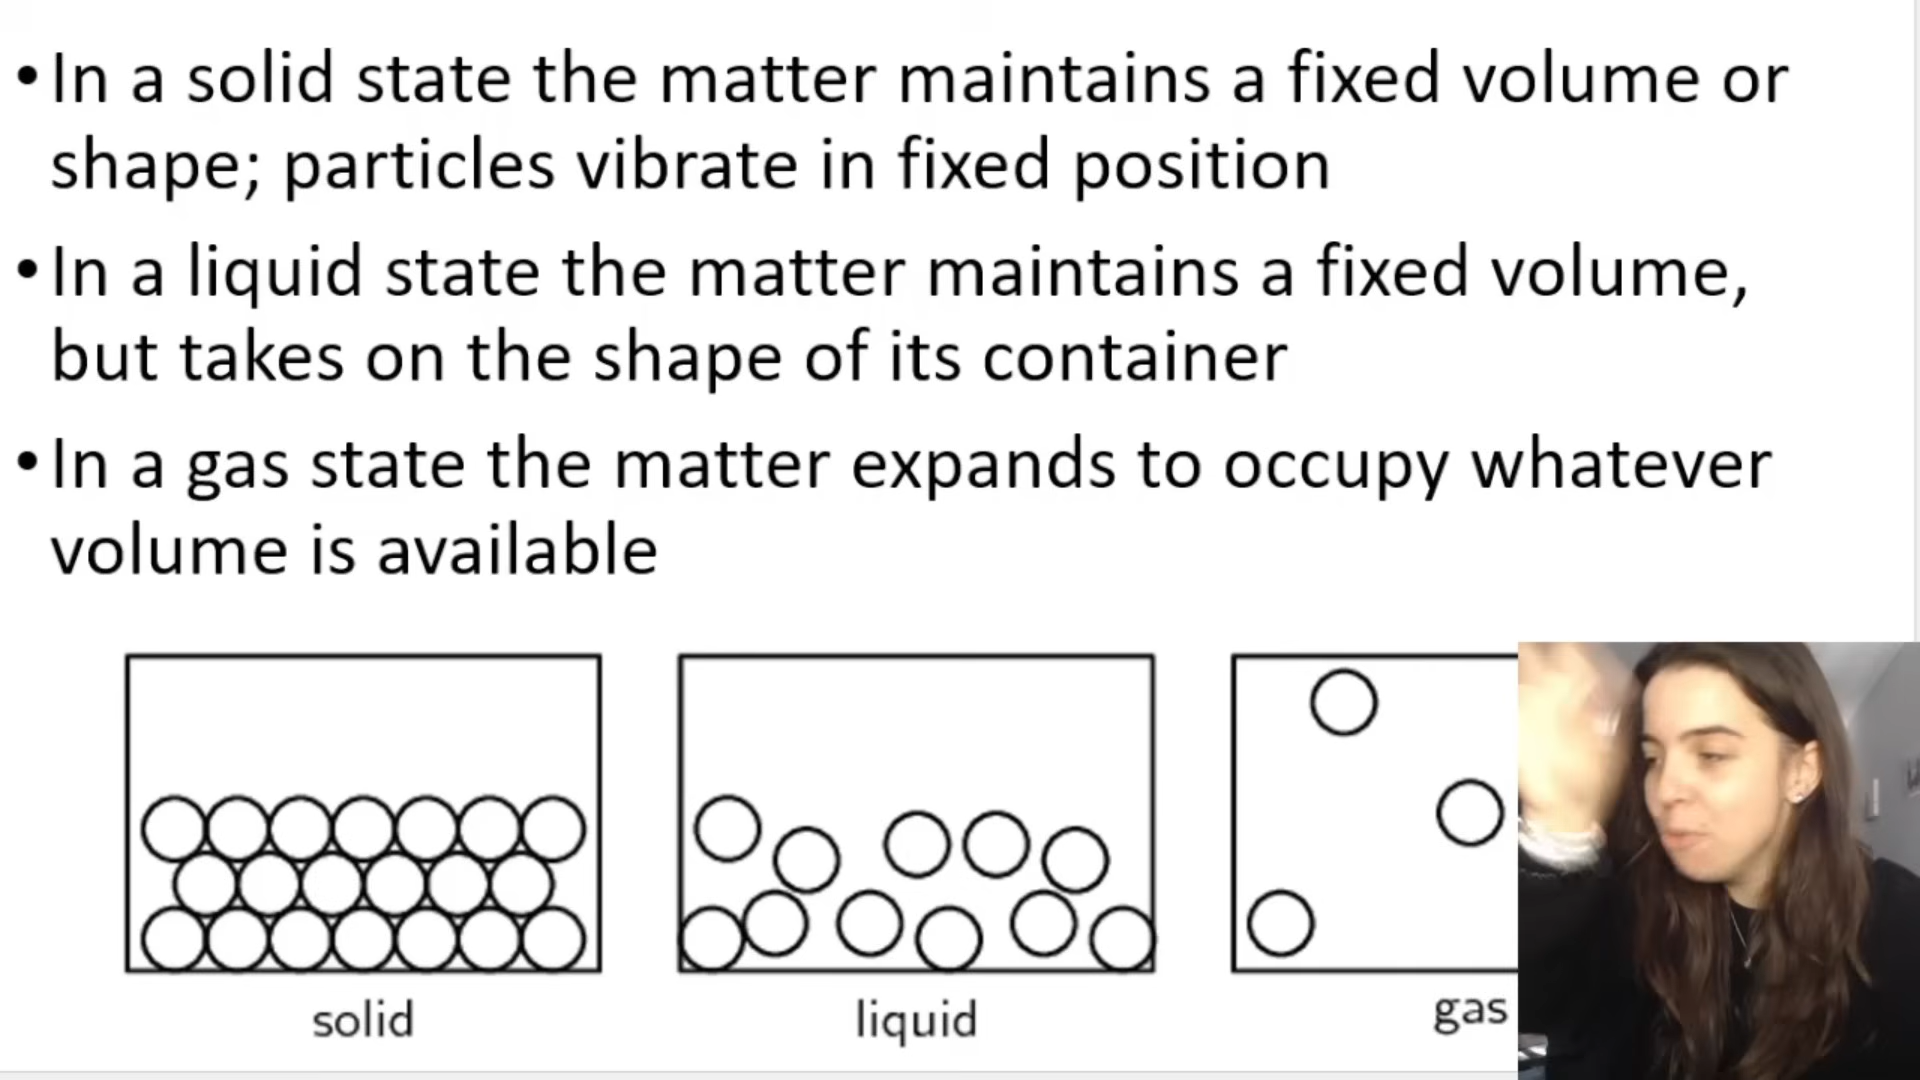 •In a solid state the matter maintains a fixed volume or
shape; particles vibrate in fixed position
•In a liquid state the matter maintains a fixed volume,
but takes on the shape of its container
•In a gas state the matter expands to occupy whatever
volume is available
solid
liquid
gas